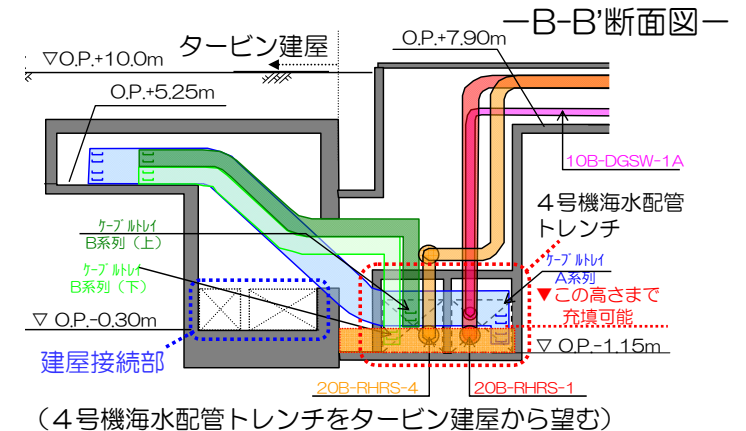 －B-B'断面図－
タービン建屋
O.P.+7.90m
▽O.P.+10.0m
O.P.+5.25m
10B-DGSW-1A
4号機海水配管
トレンチ
ケーブルトレイ
B系列（上）
ケーブルトレイ
A系列
ケーブルトレイ
B系列（下）
▼この高さまで
充填可能
▽ O.P.-0.30m
▽ O.P.-1.15m
建屋接続部
20B-RHRS-4
20B-RHRS-1
（4号機海水配管トレンチをタービン建屋から望む）